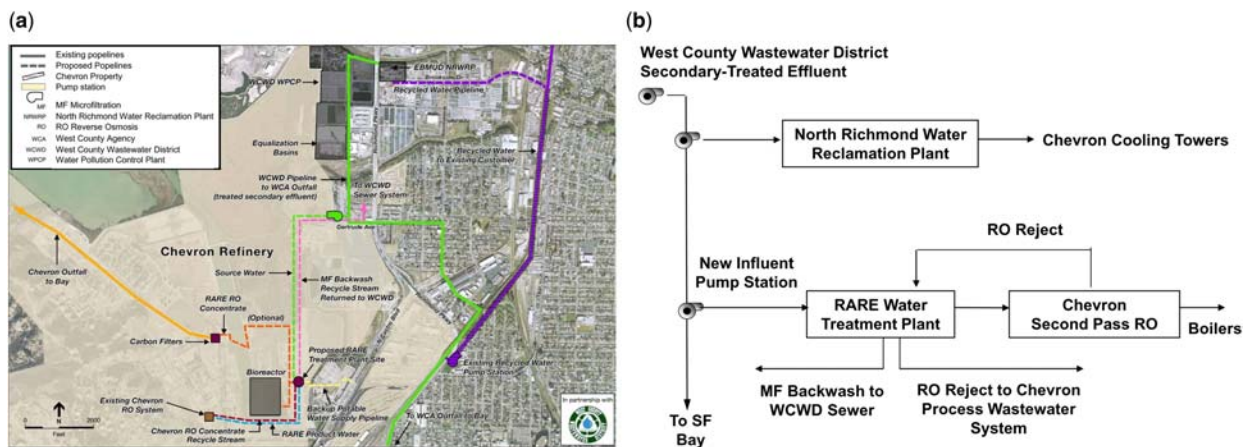 (a)
Existing popelines
Proposed Popelines
Chevron Property
Pump station
MF MF Microfiltration
NRWRP North Richmond Water Reclamation Plant
RO RO Reverse Osmosis
WCA West County Agency
WCWD West County Wastewater District
WPCP Water Pollution Control Plant
WCWD WPCP
EBMUD NRWRP
Recycled Water Pipeline
Equalization
Basins
Recycled Water
to Existing Customer
WCWD Pipeline
to WCA Outfall
(treated secondary effluent)
To WCWD
Sewer System
Gertrude Ave
Chevron Refinery
Chevron Outfall
to Bay
Source Water
MF Backwash
Recycle Stream
Returned to WCWD
RARE RO
Concentrate
(Optional)
Carbon Filters
Proposed RARE
Treatment Plant Site
Bioreactor
Existing Recycled Water
Pump Station
Existing Chevron
RO System
Backup Potable
Water Supply Pipeline
To WCA Outfall to Bay
Chevron RO Concentrate
Recycle Stream
RARE Product Water
N
0 2000
Feet
In partnership with
(b)
West County Wastewater District
Secondary-Treated Effluent
North Richmond Water
Reclamation Plant
Chevron Cooling Towers
RO Reject
New Influent
Pump Station
RARE Water
Treatment Plant
Chevron
Second Pass RO
Boilers
MF Backwash to
WCWD Sewer
RO Reject to Chevron
Process Wastewater
System
To SF
Bay